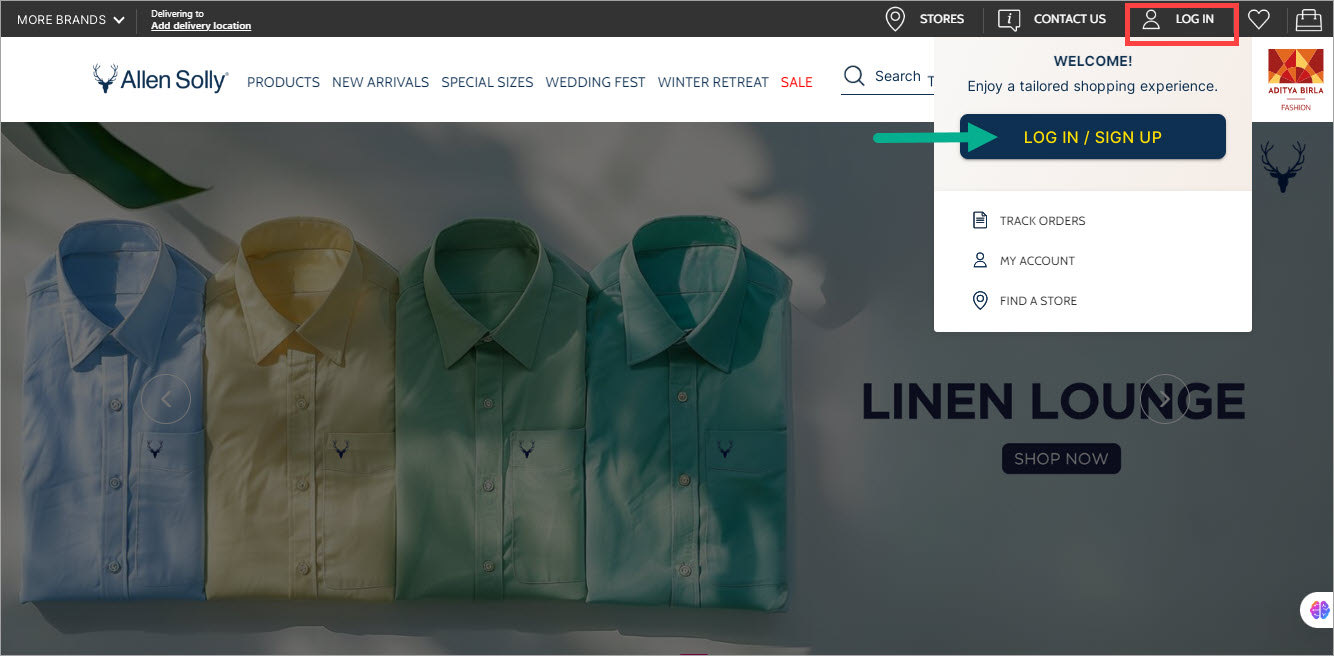 MORE BRANDS
Delivering to
Add delivery location
STORES
CONTACT US
LOG IN
Allen Solly
PRODUCTS NEW ARRIVALS SPECIAL SIZES WEDDING FEST WINTER RETREAT SALE
Search T
WELCOME!
Enjoy a tailored shopping experience.
LOG IN / SIGN UP
TRACK ORDERS
MY ACCOUNT
FIND A STORE
ADITYA BIRLA
FASHION
LINEN LOUNGE
SHOP NOW